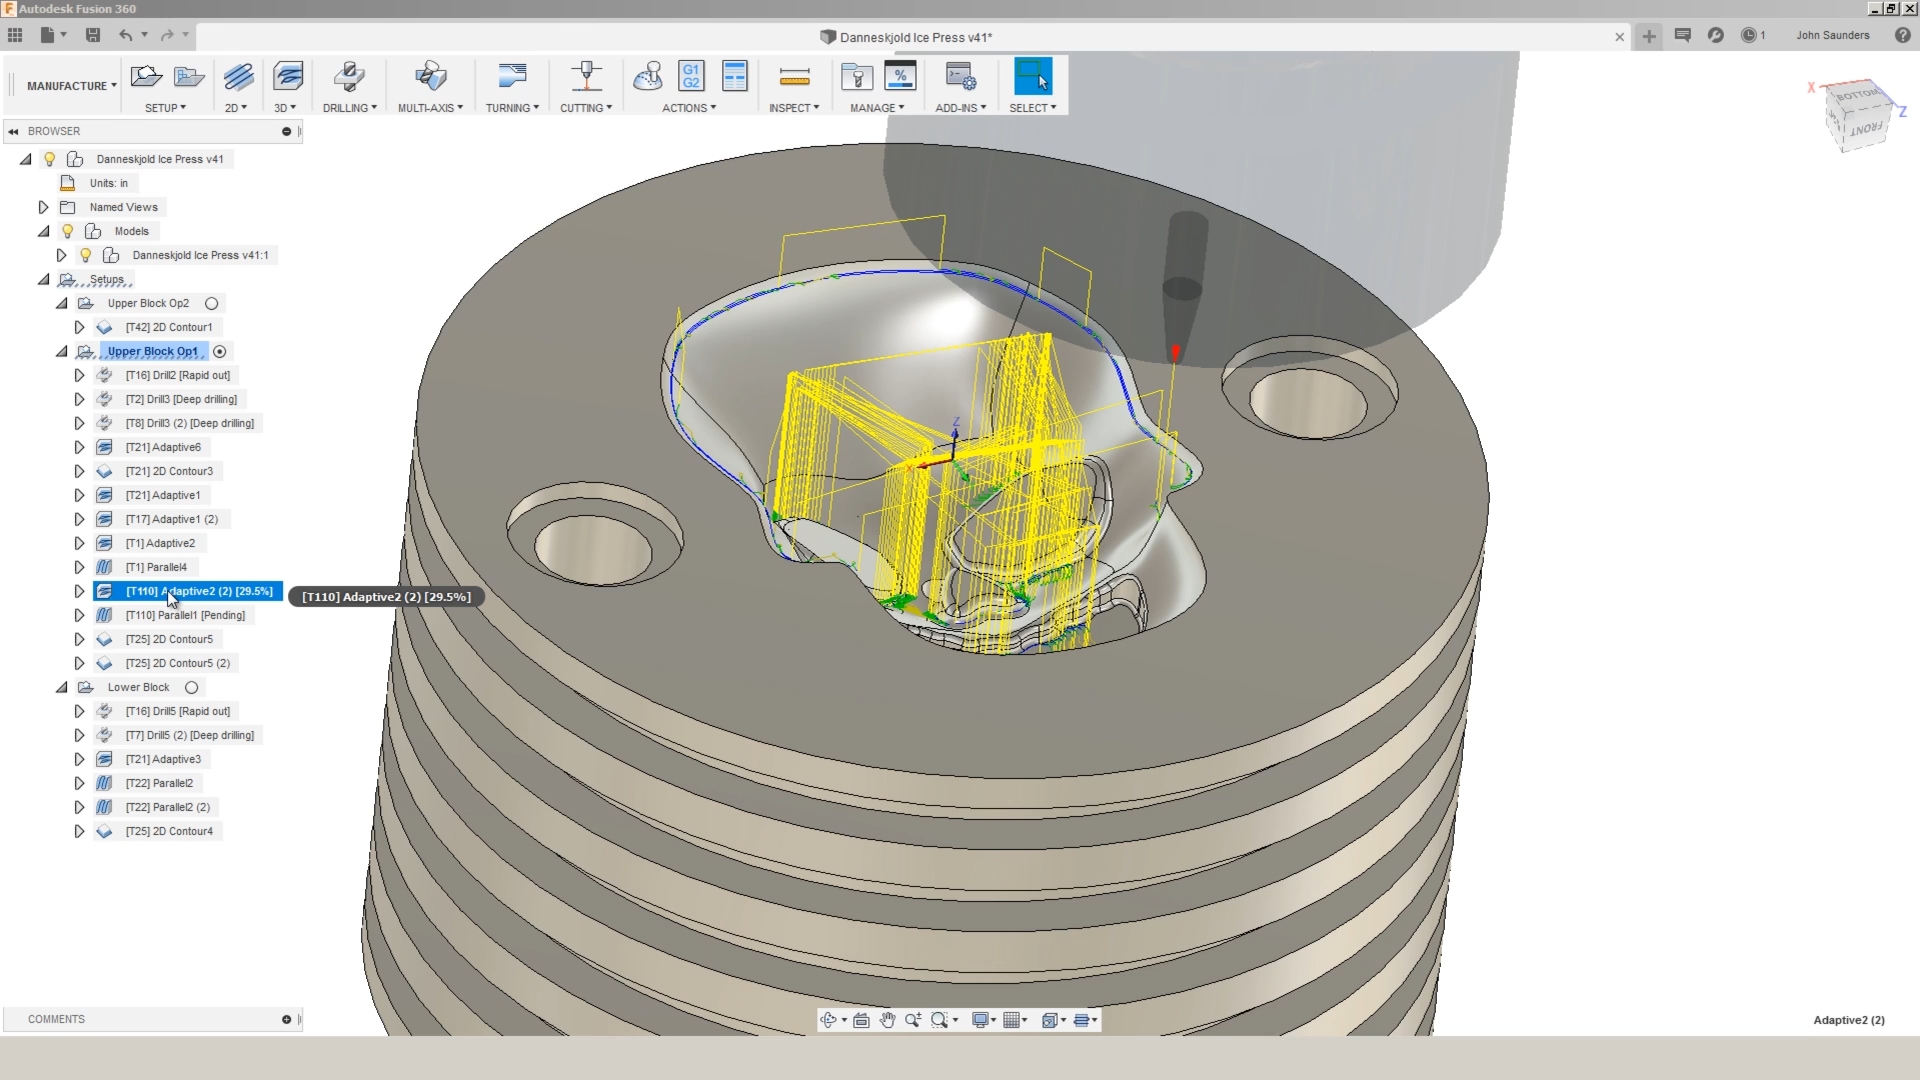 Autodesk Fusion 360
Danneskjold Ice Press v41*
1
John Saunders
MANUFACTURE
SETUP
2D
3D
DRILLING
MULTI-AXIS
TURNING
CUTTING
G1
G2
ACTIONS
INSPECT
%
MANAGE
ADD-INS
SELECT
X
BOTTOM
FRONT
Z
BROWSER
Danneskjold Ice Press v41
Units: in
Named Views
Models
Danneskjold Ice Press v41:1
Setups
Upper Block Op2
[T42] 2D Contour1
Upper Block Op1
[T16] Drill2 [Rapid out]
[T2] Drill3 [Deep drilling]
[T8] Drill3 (2) [Deep drilling]
[T21] Adaptive6
[T21] 2D Contour3
[T21] Adaptive1
[T17] Adaptive1 (2)
[T1] Adaptive2
[T1] Parallel4
[T110] Adaptive2 (2) [29.5%]
[T110] Adaptive2 (2) [29.5%]
[T110] Parallel1 [Pending]
[T25] 2D Contour5
[T25] 2D Contour5 (2)
Lower Block
[T16] Drill5 [Rapid out]
[T7] Drill5 (2) [Deep drilling]
[T21] Adaptive3
[T22] Parallel2
[T22] Parallel2 (2)
[T25] 2D Contour4
Z
COMMENTS
Adaptive2 (2)